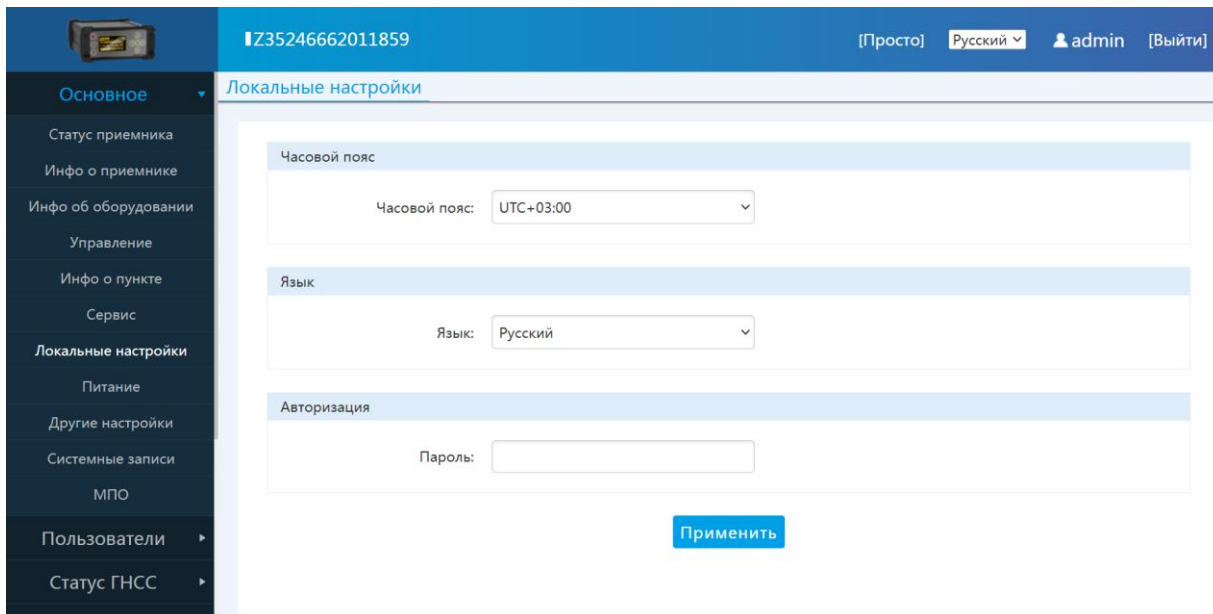 Z35246662011859
[Просто] Русский admin [Выйти]
Основное
Статус приемника
Инфо о приемнике
Инфо об оборудовании
Управление
Инфо о пункте
Сервис
Локальные настройки
Питание
Другие настройки
Системные записи
МПО
Пользователи
Статус ГНСС
Локальные настройки
Часовой пояс
Часовой пояс: UTC+03:00
Язык
Язык: Русский
Авторизация
Пароль:
Применить